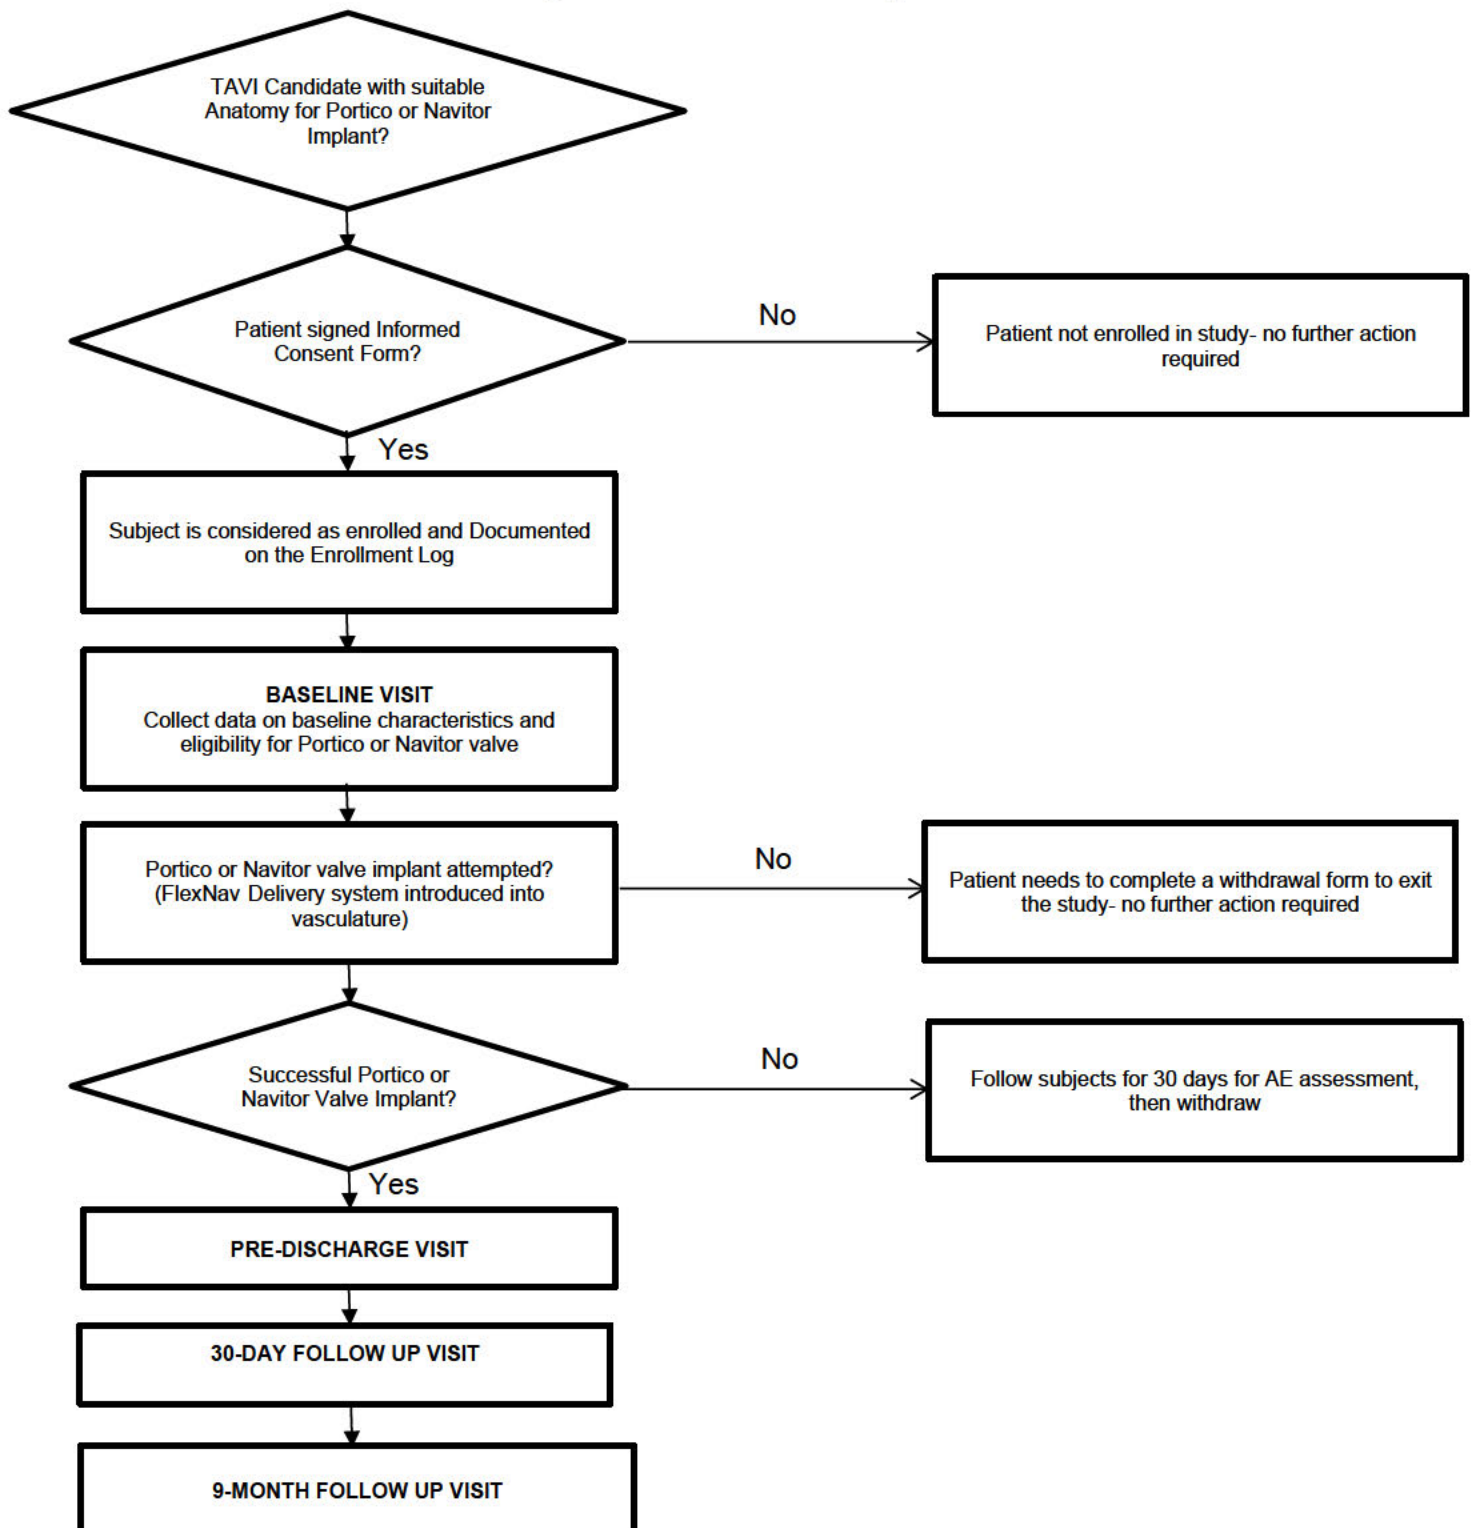 TAVI Candidate with suitable
Anatomy for Portico or Navitor
Implant?
Patient signed Informed
Consent Form?
No
Patient not enrolled in study- no further action
required
Yes
Subject is considered as enrolled and Documented
on the Enrollment Log
BASELINE VISIT
Collect data on baseline characteristics and
eligibility for Portico or Navitor valve
Portico or Navitor valve implant attempted?
(FlexNav Delivery system introduced into
vasculature)
No
Patient needs to complete a withdrawal form to exit
the study- no further action required
Successful Portico or
Navitor Valve Implant?
No
Follow subjects for 30 days for AE assessment,
then withdraw
Yes
PRE-DISCHARGE VISIT
30-DAY FOLLOW UP VISIT
9-MONTH FOLLOW UP VISIT